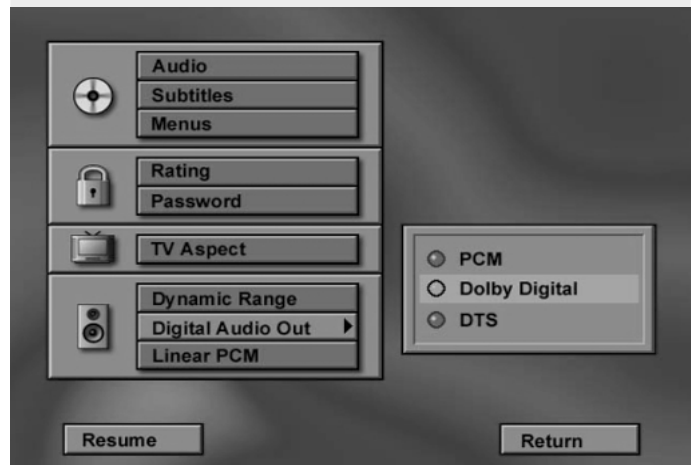 Audio
Subtitles
Menus
Rating
Password
TV Aspect
Dynamic Range
Digital Audio Out
Linear PCM
PCM
Dolby Digital
DTS
Resume
Return